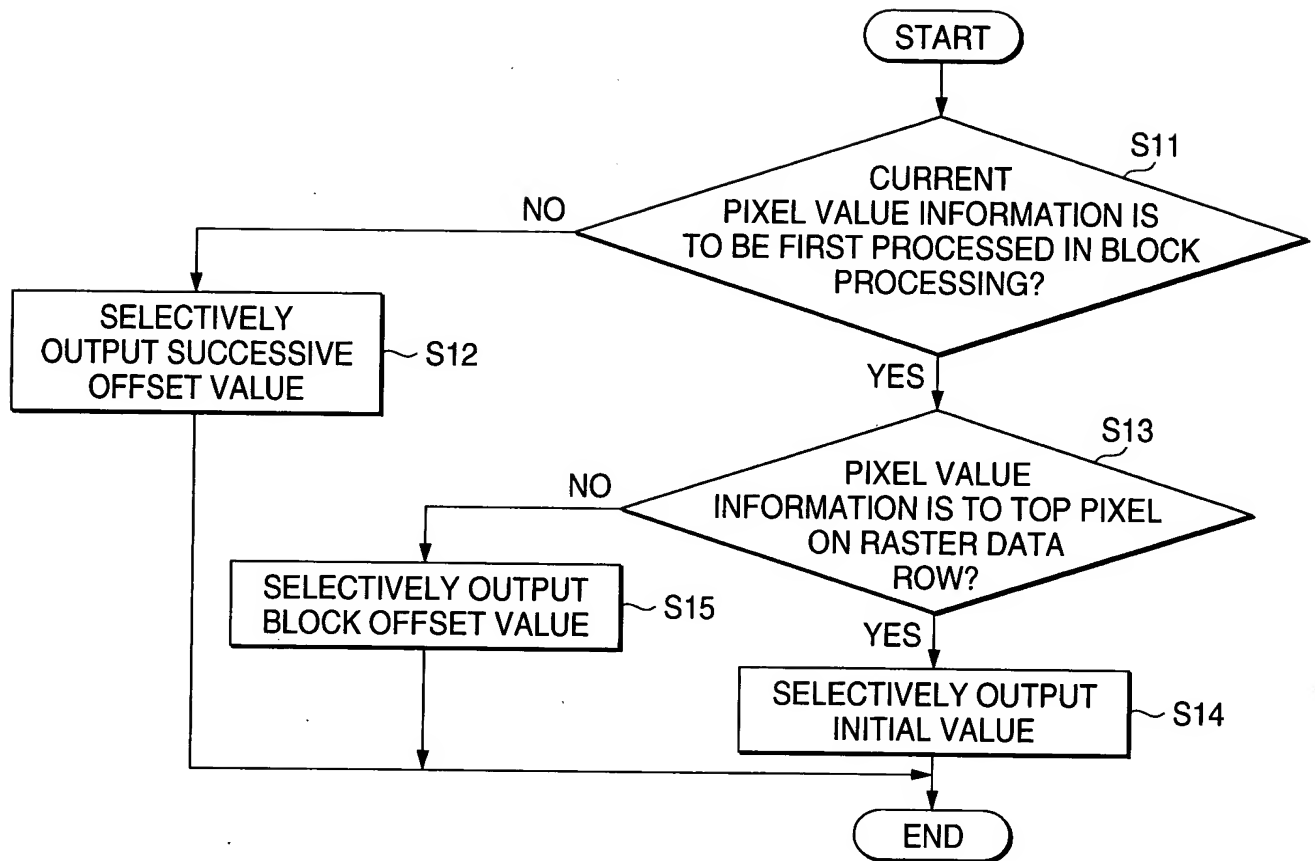 START
S11
CURRENT
PIXEL VALUE INFORMATION IS
TO BE FIRST PROCESSED IN BLOCK
PROCESSING?
NO
SELECTIVELY
OUTPUT SUCCESSIVE
OFFSET VALUE
S12
YES
S13
PIXEL VALUE
INFORMATION IS TO TOP PIXEL
ON RASTER DATA
ROW?
NO
SELECTIVELY OUTPUT
BLOCK OFFSET VALUE
S15
YES
SELECTIVELY OUTPUT
INITIAL VALUE
S14
END